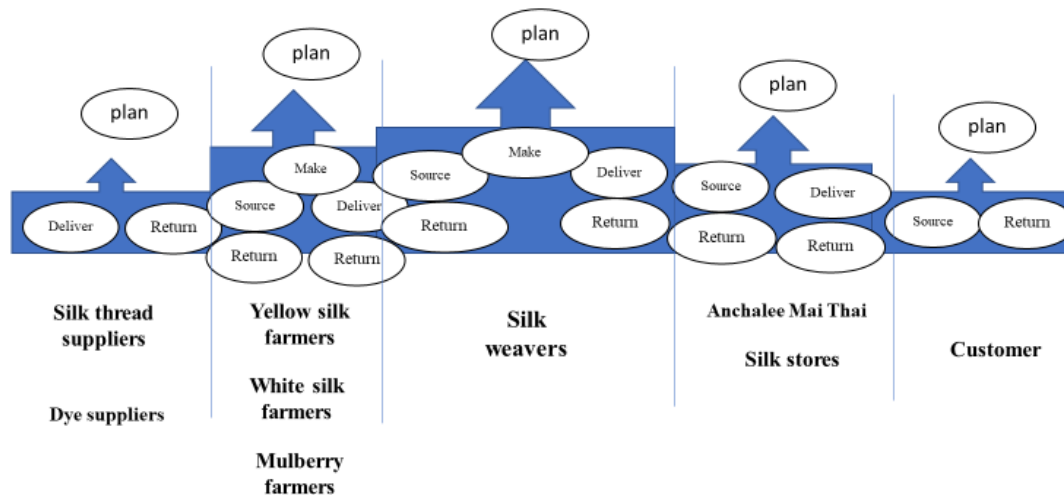 plan
plan
plan
plan
plan
Deliver
Return
Make
Source
Deliver
Return
Return
Make
Source
Deliver
Return
Return
Source
Deliver
Return
Return
Source
Return
Silk thread
suppliers
Dye suppliers
Yellow silk
farmers
White silk
farmers
Mulberry
farmers
Silk
weavers
Anchalee Mai Thai
Silk stores
Customer